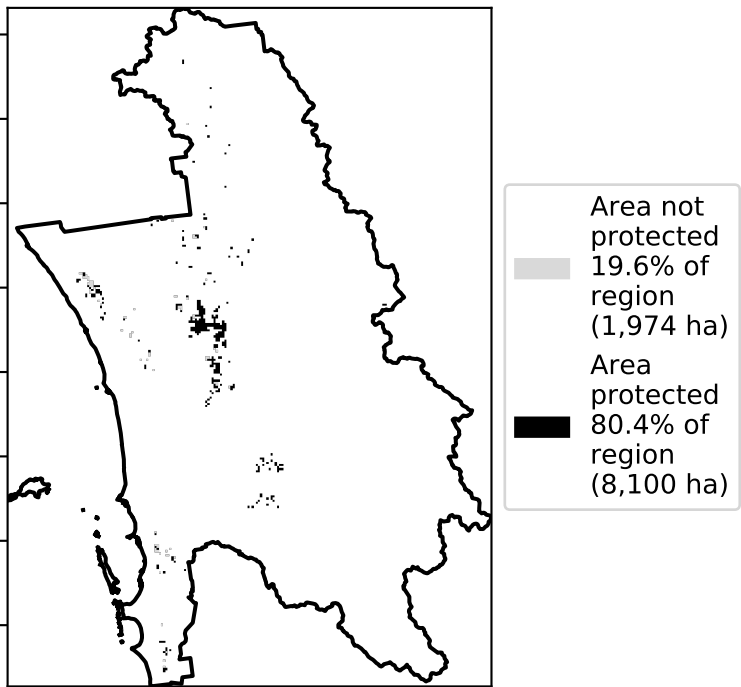 Area not
protected
19.6% of
region
(1,974 ha)
Area
protected
80.4% of
region
(8,100 ha)